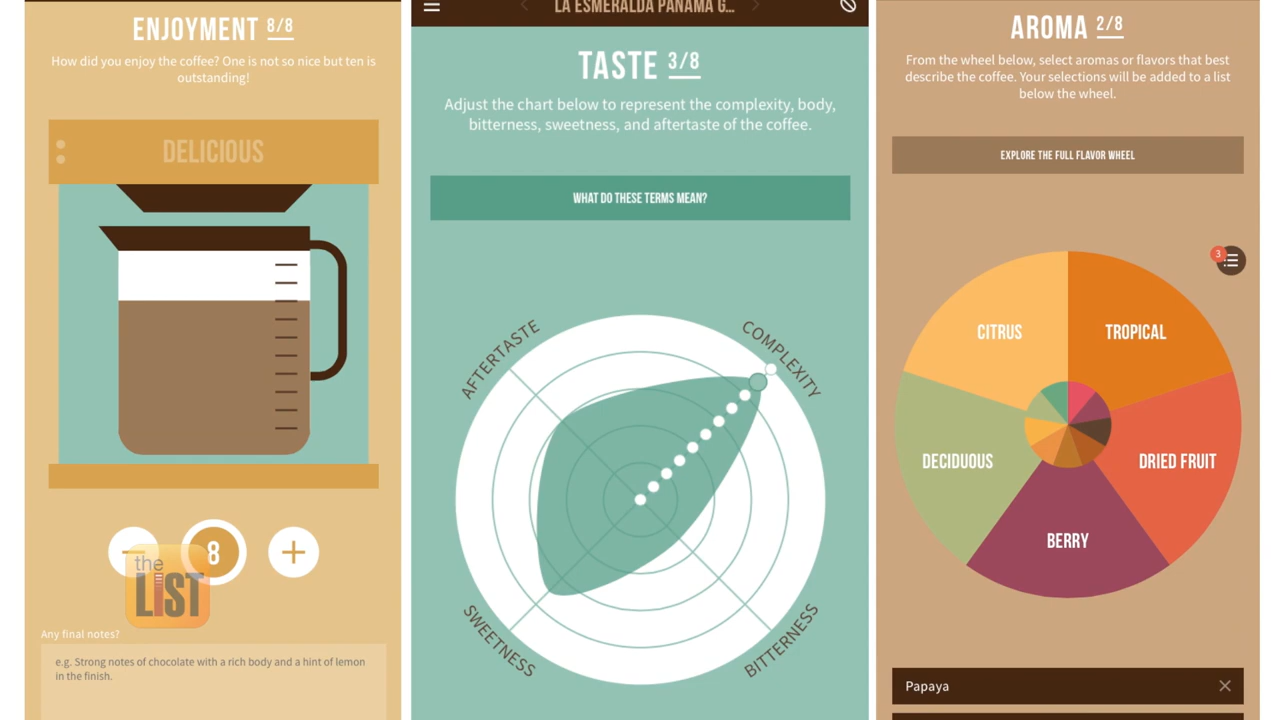 ENJOYMENT 8/8
How did you enjoy the coffee? One is not so nice but ten is
outstanding!
DELICIOUS
8
the
LIST
Any final notes?
e.g. Strong notes of chocolate with a rich body and a hint of lemon
in the finish.
LA ESMERALDA PANAMA G...
TASTE 3/8
Adjust the chart below to represent the complexity, body,
bitterness, sweetness, and aftertaste of the coffee.
WHAT DO THESE TERMS MEAN?
AFTERTASTE
COMPLEXITY
SWEETNESS
BITTERNESS
AROMA 2/8
From the wheel below, select aromas or flavors that best
describe the coffee. Your selections will be added to a list
below the wheel.
EXPLORE THE FULL FLAVOR WHEEL
3
CITRUS
TROPICAL
DECIDUOUS
DRIED FRUIT
BERRY
Papaya